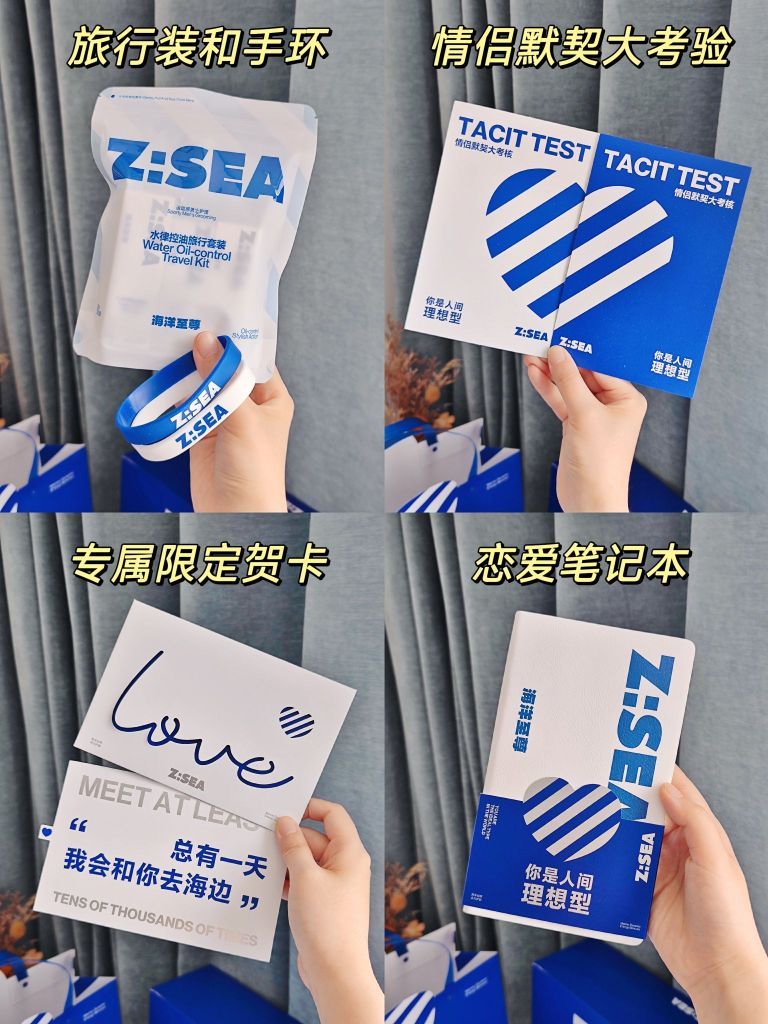 旅行装和手环
Z:SEA
水律控油旅行套装
Water Oil-control
Travel Kit
海洋至尊
Oil-control
Z:SEA
Z:SEA
情侣默契大考验
TACIT TEST
情侣默契大考核
你是人间
理想型
Z:SEA
TACIT TEST
情侣默契大考核
Z:SEA
你是人间
理想型
专属限定贺卡
love
Z:SEA
MEET AT LEAS
“
总有一天
我会和你去海边 ”
TENS OF THOUSANDS OF TIMES
恋爱笔记本
Z:SEA
海洋至尊
Z:SEA
你是人间
理想型